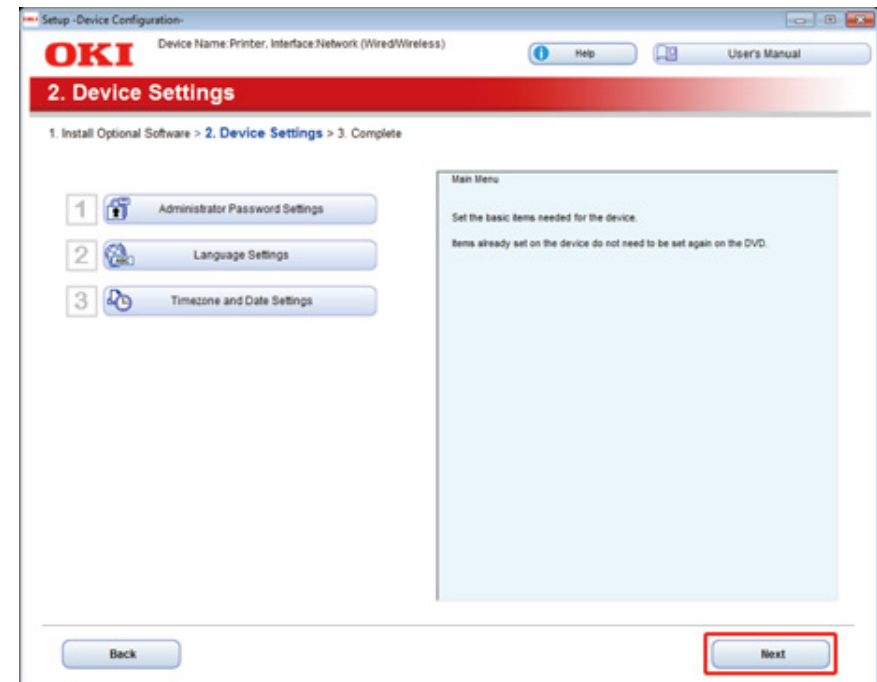 Setup -Device Configuration-
OKI
Device Name:Printer, Interface:Network (Wired/Wireless)
Help
User's Manual
2. Device Settings
1. Install Optional Software > 2. Device Settings > 3. Complete
1 Administrator Password Settings
2 Language Settings
3 Timezone and Date Settings
Main Menu
Set the basic items needed for the device.
Items already set on the device do not need to be set again on the DVD.
Back
Next